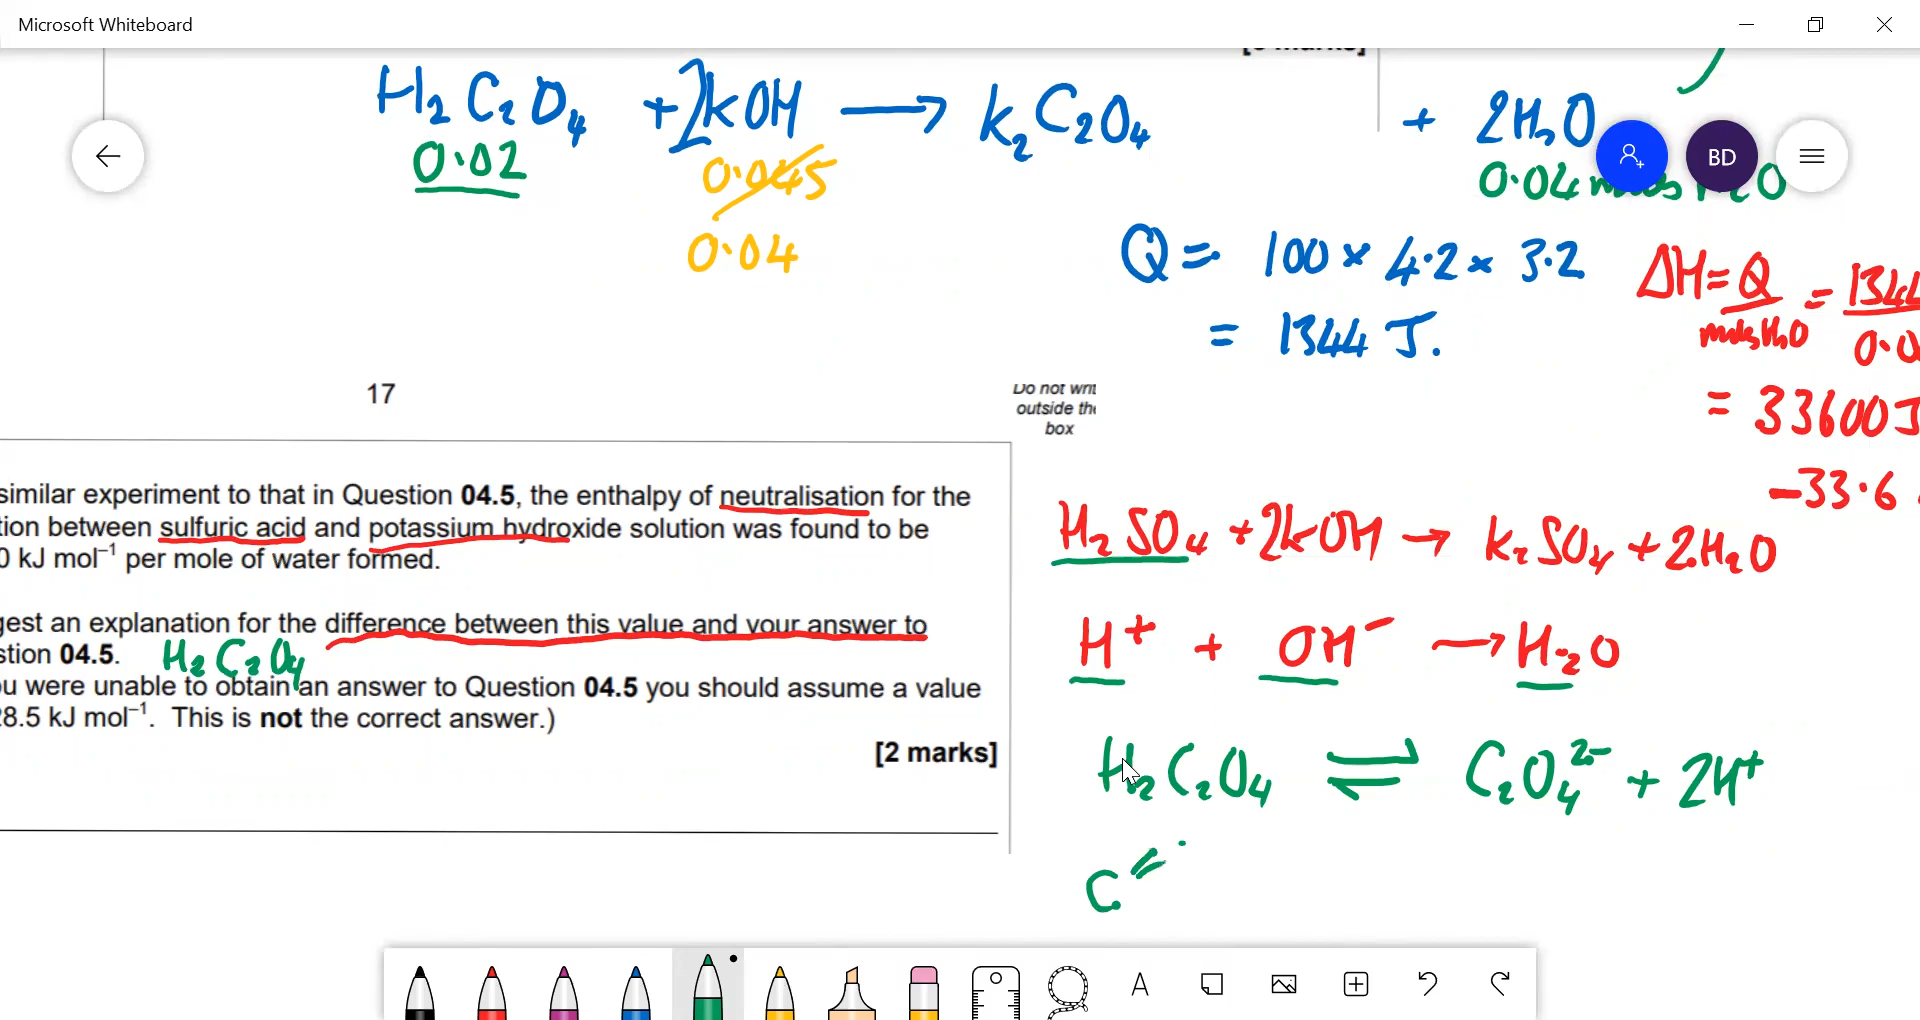 Microsoft Whiteboard
H₂C₂O₄ + 2KOH → K₂C₂O₄ + 2H₂O
0.02
0.045
0.04
0.04 mols H₂O
BD
Q = 100 × 4.2 × 3.2
= 1344 J.
ΔH = Q / mols H₂O = 1344
= 33600J
-33.6
17
Do not writ
outside the
box
similar experiment to that in Question 04.5, the enthalpy of neutralisation for the
tion between sulfuric acid and potassium hydroxide solution was found to be
0 kJ mol⁻¹ per mole of water formed.
gest an explanation for the difference between this value and your answer to
stion 04.5.
H₂C₂O₄
u were unable to obtain an answer to Question 04.5 you should assume a value
28.5 kJ mol⁻¹. This is not the correct answer.)
[2 marks]
H₂SO₄ + 2KOH → K₂SO₄ + 2H₂O
H⁺ + OH⁻ → H₂O
H₂C₂O₄ ⇌ C₂O₄²⁻ + 2H⁺
C
A